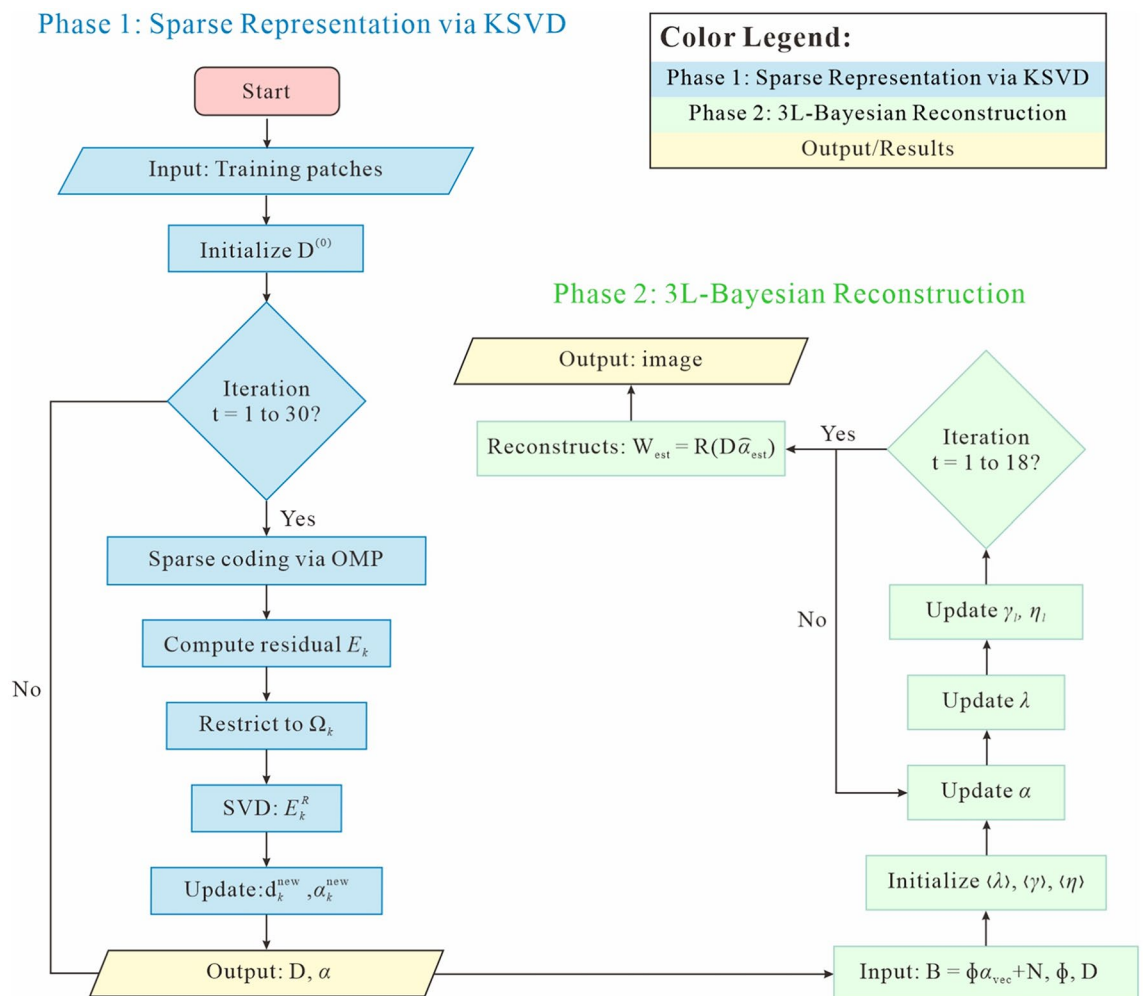 Phase 1: Sparse Representation via KSVD
Color Legend:
Phase 1: Sparse Representation via KSVD
Phase 2: 3L-Bayesian Reconstruction
Output/Results
Start
Input: Training patches
Initialize D⁽⁰⁾
Iteration
t = 1 to 30?
Yes
No
Sparse coding via OMP
Compute residual E_k
Restrict to Ω_k
SVD: E_k^R
Update:d_k^new ,α_k^new
Output: D, α
Phase 2: 3L-Bayesian Reconstruction
Output: image
Reconstructs: W_est = R(Dα̂_est)
Yes
Iteration
t = 1 to 18?
No
Update γ_l, η_l
Update λ
Update α
Initialize ⟨λ⟩, ⟨γ⟩, ⟨η⟩
Input: B = ϕα_vec+N, ϕ, D